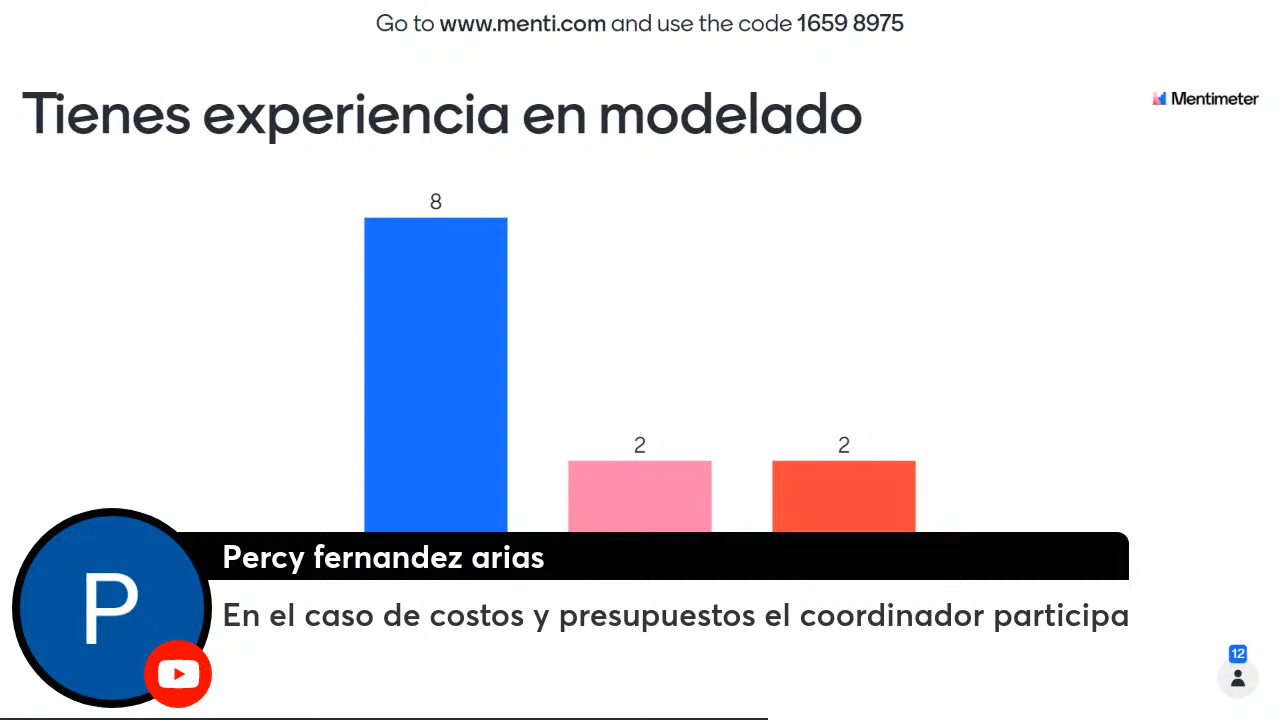 Go to www.menti.com and use the code 1659 8975
Tienes experiencia en modelado
Mentimeter
8
2
2
Percy fernandez arias
P
En el caso de costos y presupuestos el coordinador participa
12